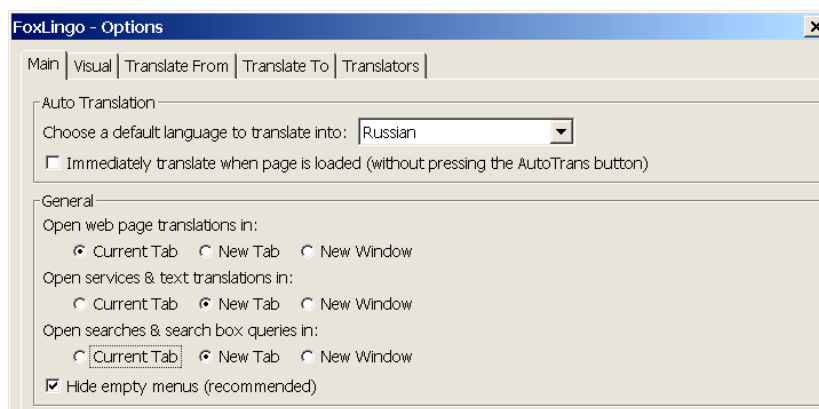 FoxLingo - Options
Main Visual Translate From Translate To Translators
Auto Translation
Choose a default language to translate into: Russian
Immediately translate when page is loaded (without pressing the AutoTrans button)
General
Open web page translations in:
Current Tab New Tab New Window
Open services & text translations in:
Current Tab New Tab New Window
Open searches & search box queries in:
Current Tab New Tab New Window
Hide empty menus (recommended)